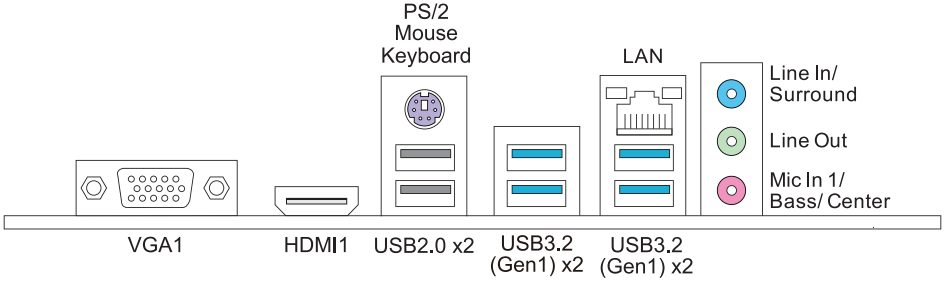 PS/2
Mouse
Keyboard
LAN
Line In/
Surround
Line Out
Mic In 1/
Bass/ Center
VGA1
HDMI1
USB2.0 x2
USB3.2
(Gen1) x2
USB3.2
(Gen1) x2